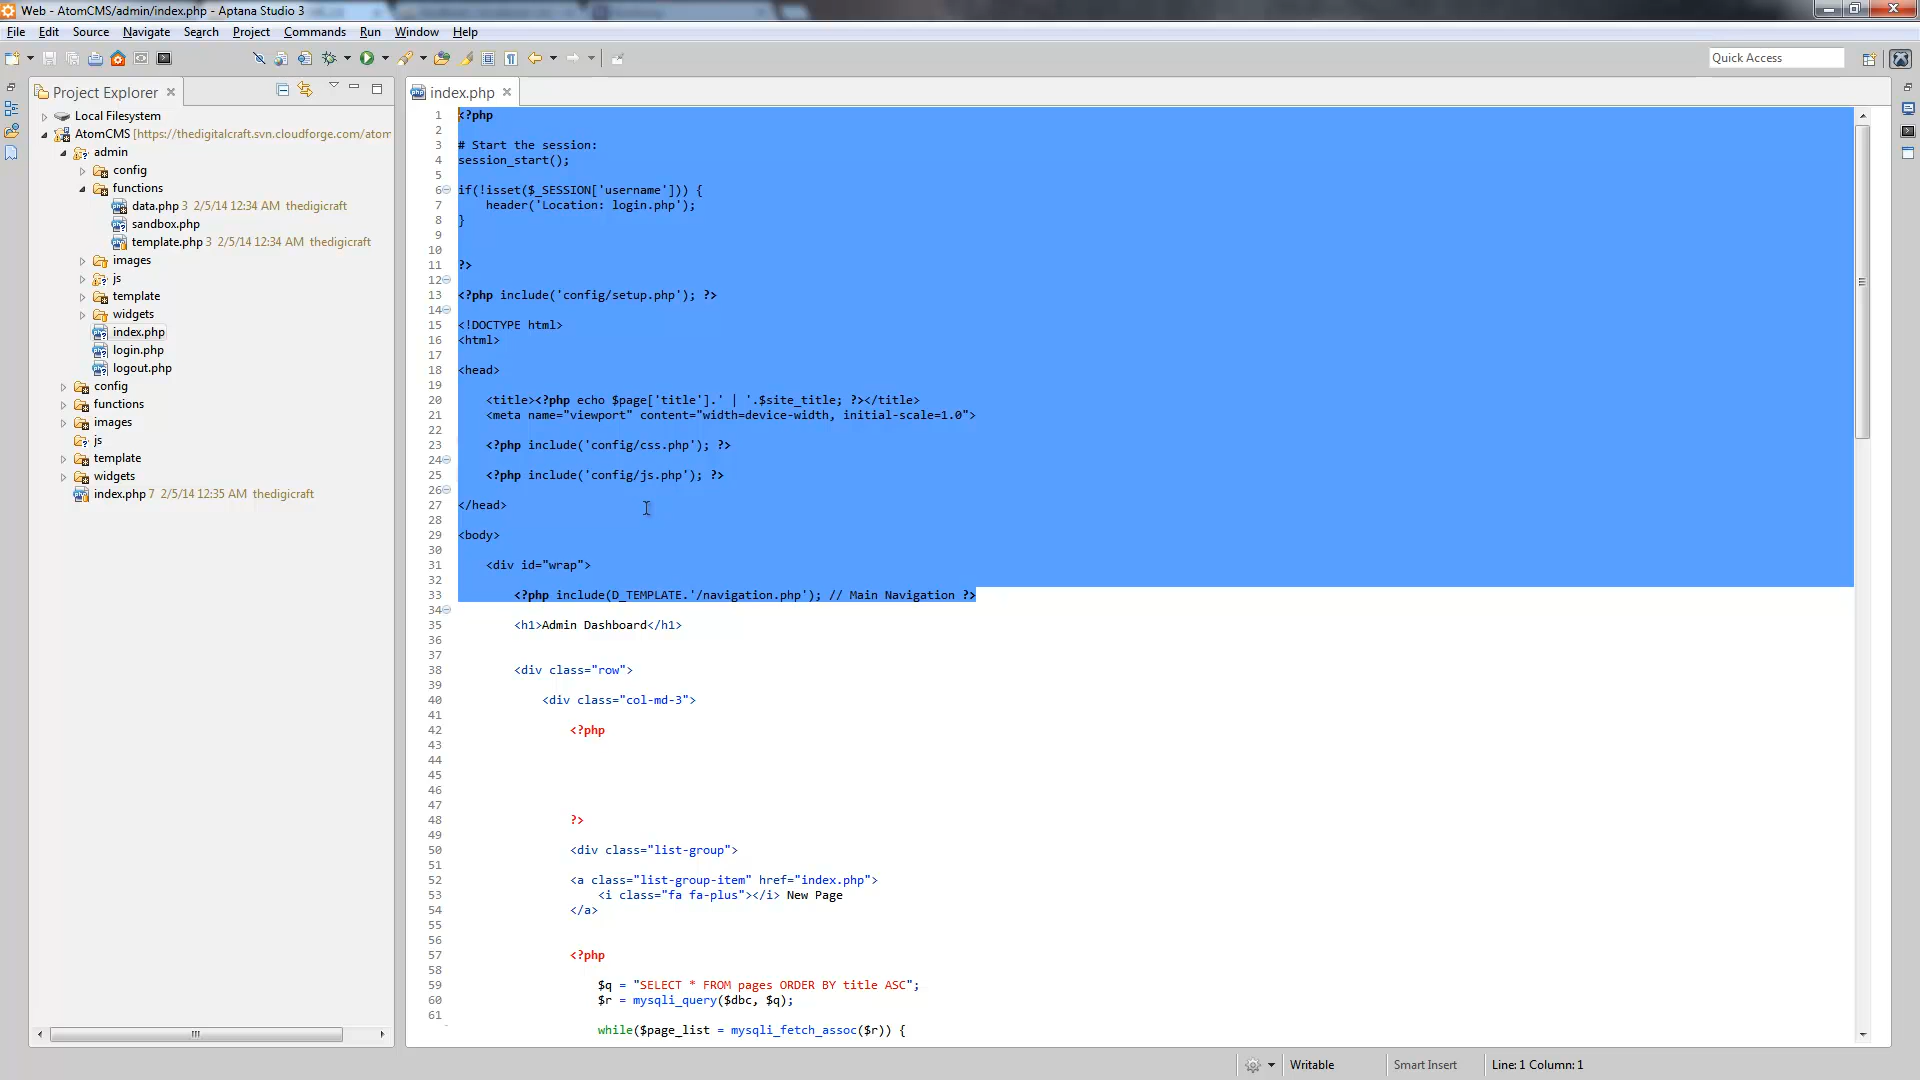 Web - AtomCMS/admin/index.php - Aptana Studio 3
File Edit Source Search Navigate Search Project Commands Run Window Help
Quick Access
Project Explorer
Local Filesystem
AtomCMS [https://thedigitalcraft.svn.cloudforge.com/atom
admin
config
functions
data.php 3 2/5/14 12:34 AM thedigicraft
sandbox.php
template.php 3 2/5/14 12:34 AM thedigicraft
images
js
template
widgets
index.php
login.php
logout.php
config
functions
images
js
template
widgets
index.php 7 2/5/14 12:35 AM thedigicraft
index.php
1 <?php
2
3 # Start the session:
4 session_start();
5
6 if(!isset($_SESSION['username'])) {
7 header('Location: login.php');
8 }
9
10
11 ?>
12
13 <?php include('config/setup.php'); ?>
14
15 <!DOCTYPE html>
16 <html>
17
18 <head>
19
20 <title><?php echo $page['title'].' | '.$site_title; ?></title>
21 <meta name="viewport" content="width=device-width, initial-scale=1.0">
22
23 <?php include('config/css.php'); ?>
24
25 <?php include('config/js.php'); ?>
26
27 </head>
28
29 <body>
30
31 <div id="wrap">
32
33 <?php include(D_TEMPLATE.'/navigation.php'); // Main Navigation ?>
34
35 <h1>Admin Dashboard</h1>
36
37
38 <div class="row">
39
40 <div class="col-md-3">
41
42 <?php
43
44
45
46
47
48 ?>
49
50 <div class="list-group">
51
52 <a class="list-group-item" href="index.php">
53 <i class="fa fa-plus"></i> New Page
54 </a>
55
56
57 <?php
58
59 $q = "SELECT * FROM pages ORDER BY title ASC";
60 $r = mysqli_query($dbc, $q);
61
while($page_list = mysqli_fetch_assoc($r)) {
Writable Smart Insert Line: 1 Column: 1